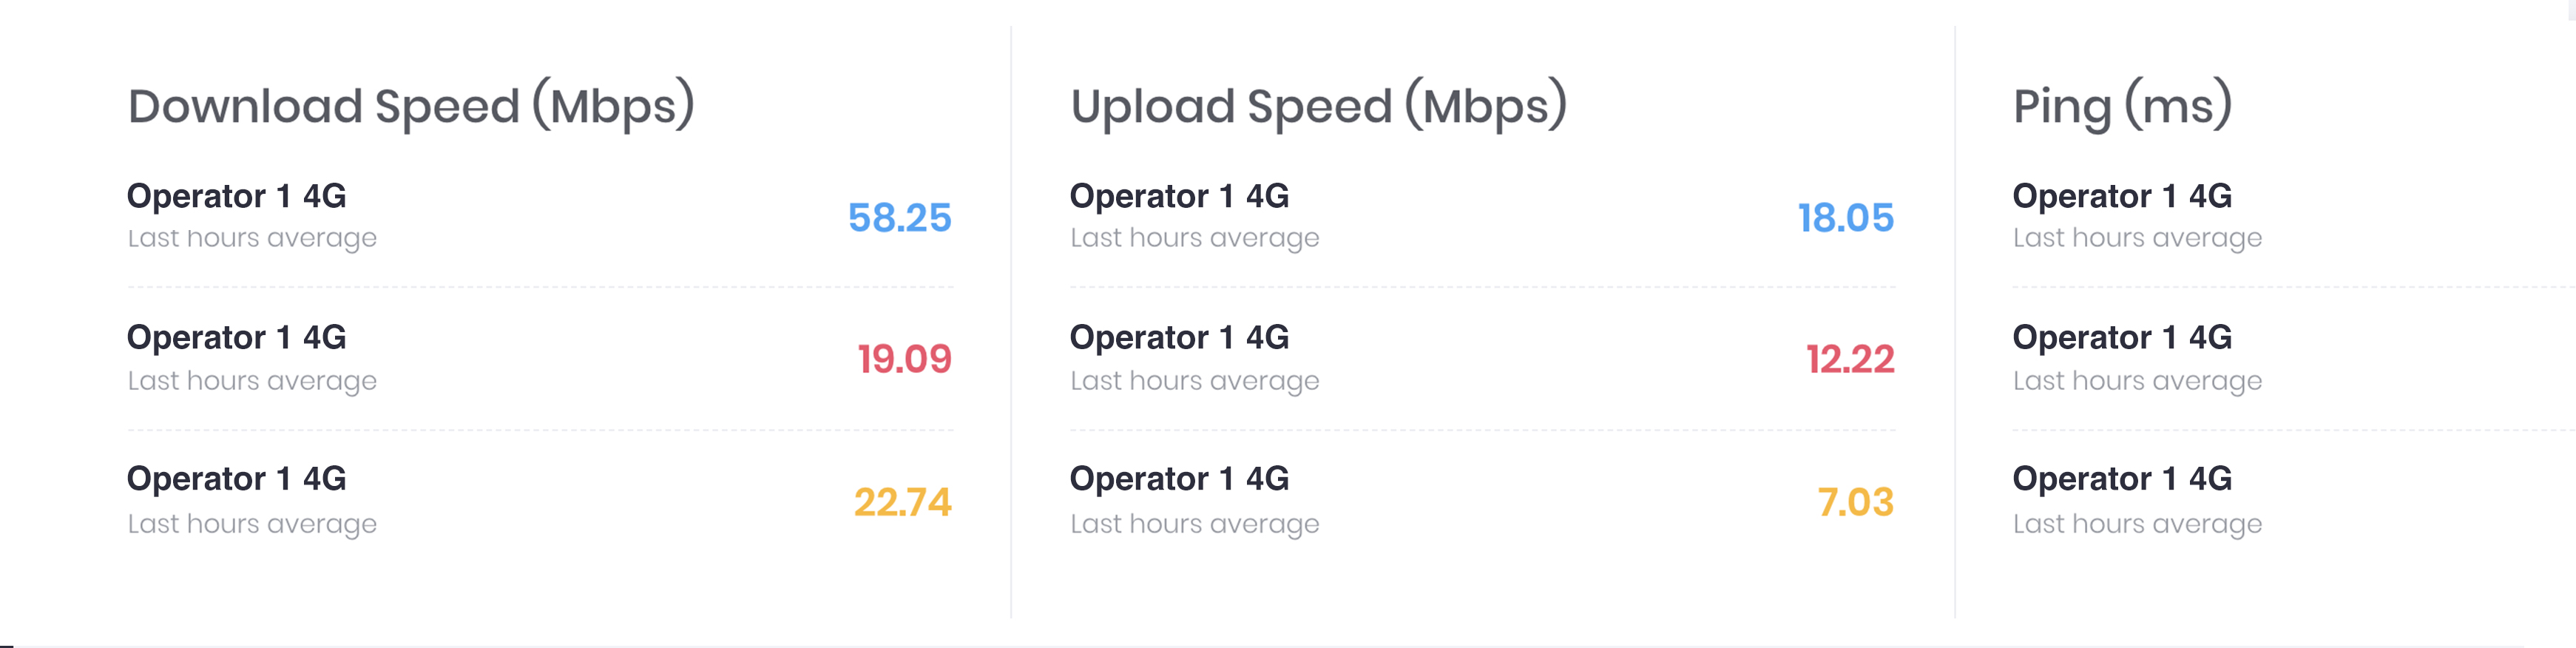 Download Speed (Mbps)
Operator 1 4G
58.25
Last hours average
Operator 1 4G
19.09
Last hours average
Operator 1 4G
22.74
Last hours average
Upload Speed (Mbps)
Operator 1 4G
18.05
Last hours average
Operator 1 4G
12.22
Last hours average
Operator 1 4G
7.03
Last hours average
Ping (ms)
Operator 1 4G
Last hours average
Operator 1 4G
Last hours average
Operator 1 4G
Last hours average